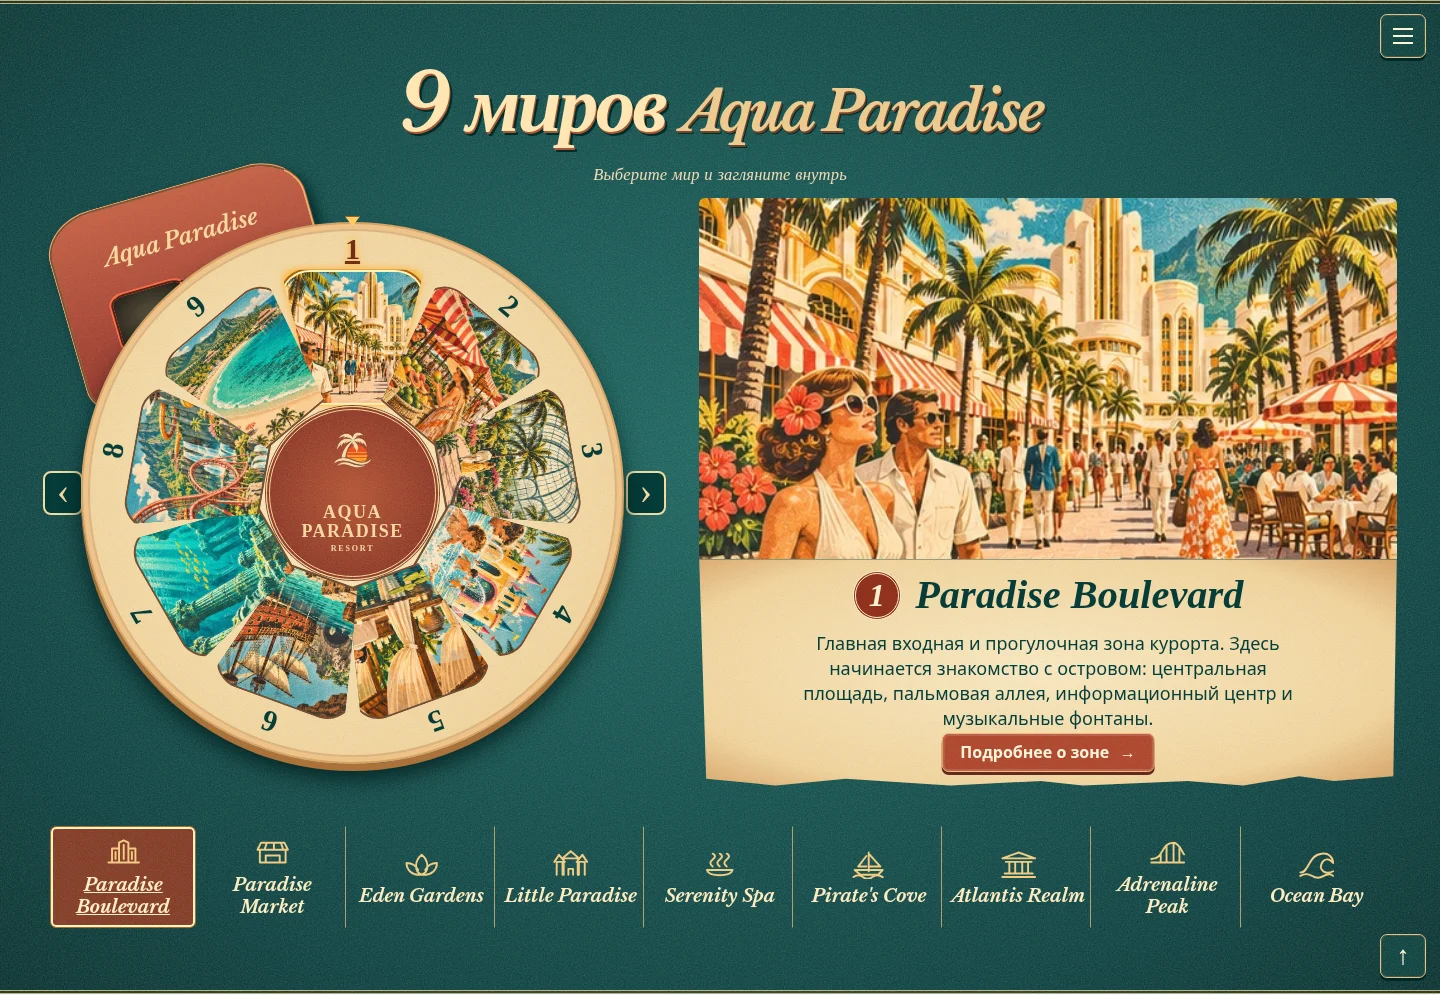 9 миров Aqua Paradise
Выберите мир и загляните внутрь
Aqua Paradise
1
2
3
4
5
6
7
8
9
AQUA
PARADISE
RESORT
‹
›
1 Paradise Boulevard
Главная входная и прогулочная зона курорта. Здесь
начинается знакомство с островом: центральная
площадь, пальмовая аллея, информационный центр и
музыкальные фонтаны.
Подробнее о зоне →
Paradise
Boulevard
Paradise
Market
Eden Gardens
Little Paradise
Serenity Spa
Pirate's Cove
Atlantis Realm
Adrenaline
Peak
Ocean Bay
↑